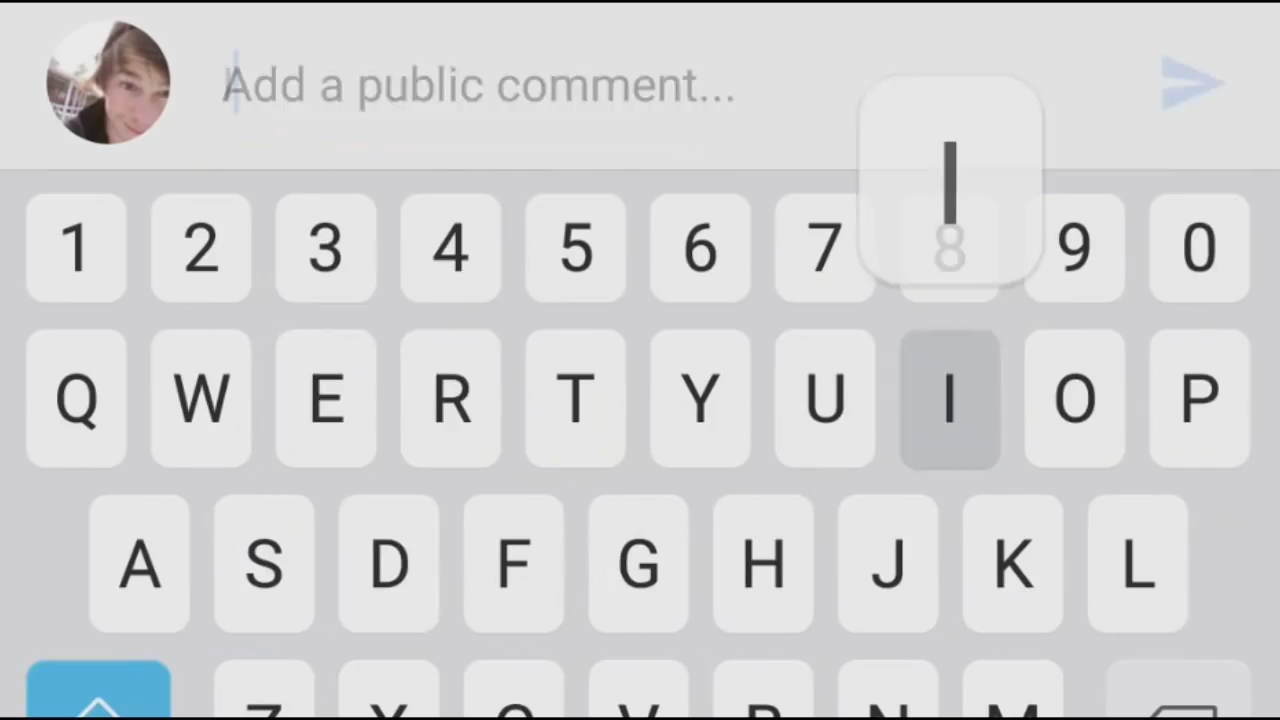 Add a public comment...
I
1 2 3 4 5 6 7 8 9 0
Q W E R T Y U I O P
A S D F G H J K L
Z X C V B N M